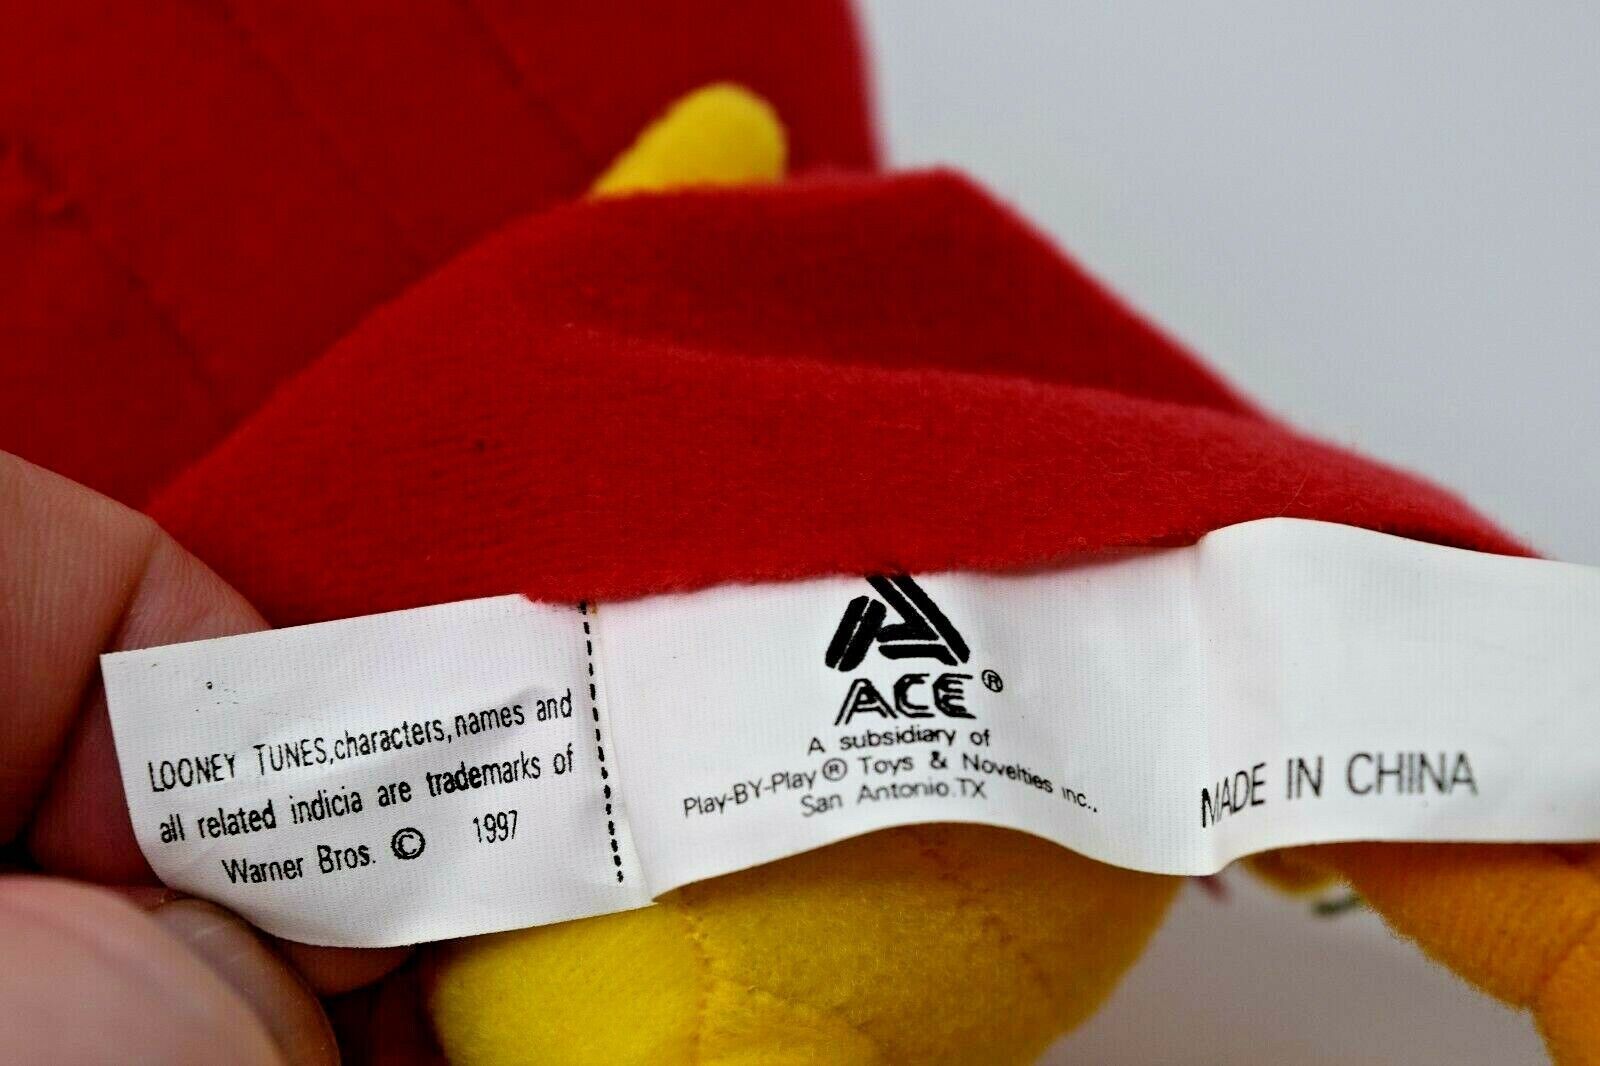 LOONEY TUNES,characters,names and
all related indicia are trademarks of
Warner Bros. © 1997
ACE®
A subsidiary of
Play-BY-Play® Toys & Novelties inc.,
San Antonio.TX
MADE IN CHINA